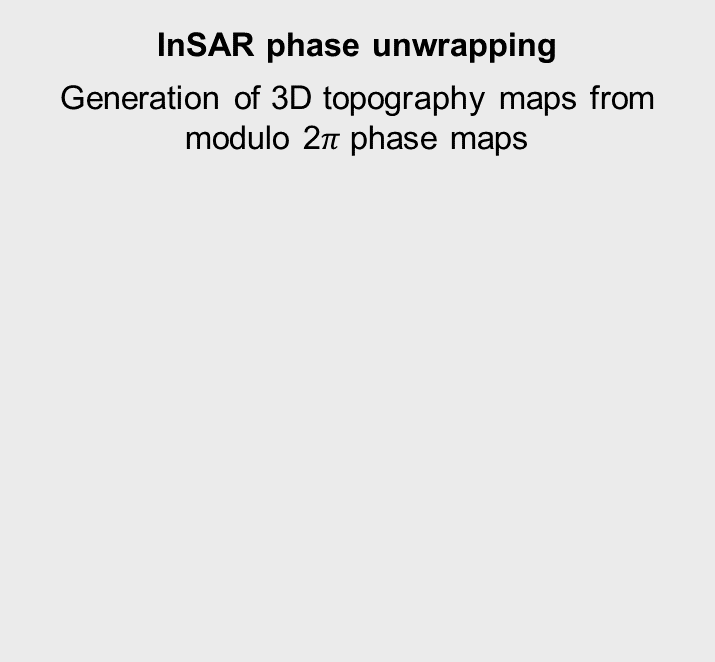 InSAR phase unwrapping
Generation of 3D topography maps from
modulo 2π phase maps